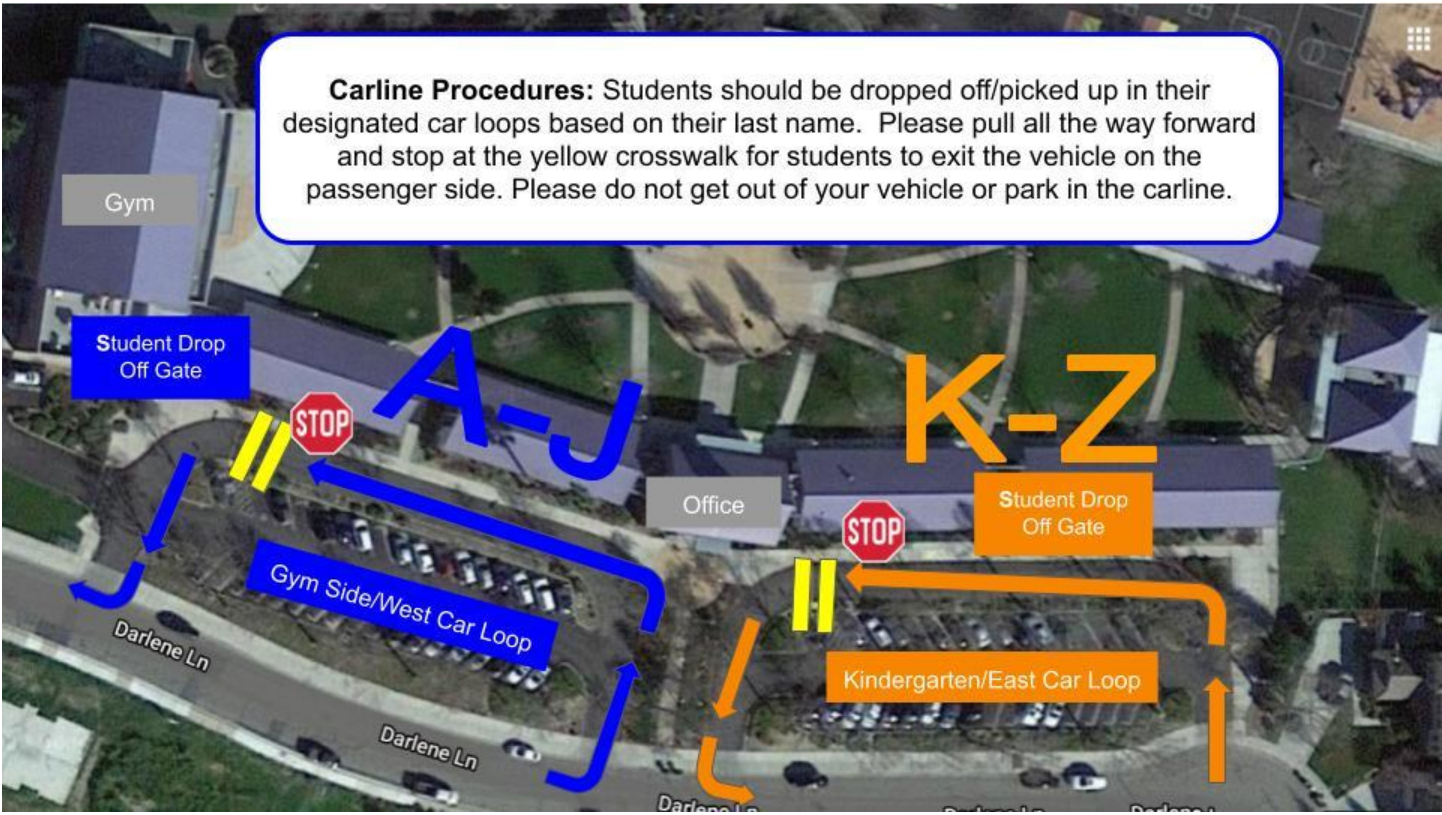 Carline Procedures: Students should be dropped off/picked up in their
designated car loops based on their last name. Please pull all the way forward
and stop at the yellow crosswalk for students to exit the vehicle on the
passenger side. Please do not get out of your vehicle or park in the carline.
Gym
Student Drop
Off Gate
STOP
A-J
K-Z
Office
STOP
Student Drop
Off Gate
Gym Side/West Car Loop
Kindergarten/East Car Loop
Darlene Ln
Darlene Ln
Darlene Ln